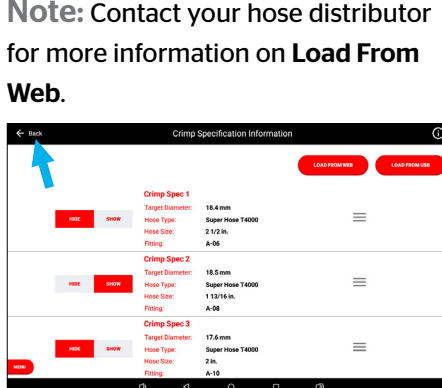 Note: Contact your hose distributor
for more information on Load From
Web.
Back
Crimp Specification Information
LOAD FROM WEB
LOAD FROM USB
Crimp Spec 1
HIDE
SHOW
Target Diameter: 18.4 mm
Hose Type: Super Hose T4000
Hose Size: 2 1/2 in.
Fitting: A-06
Crimp Spec 2
HIDE
SHOW
Target Diameter: 18.5 mm
Hose Type: Super Hose T4000
Hose Size: 1 13/16 in.
Fitting: A-08
Crimp Spec 3
HIDE
SHOW
Target Diameter: 17.6 mm
Hose Type: Super Hose T4000
Hose Size: 2 in.
Fitting: A-10
MENU